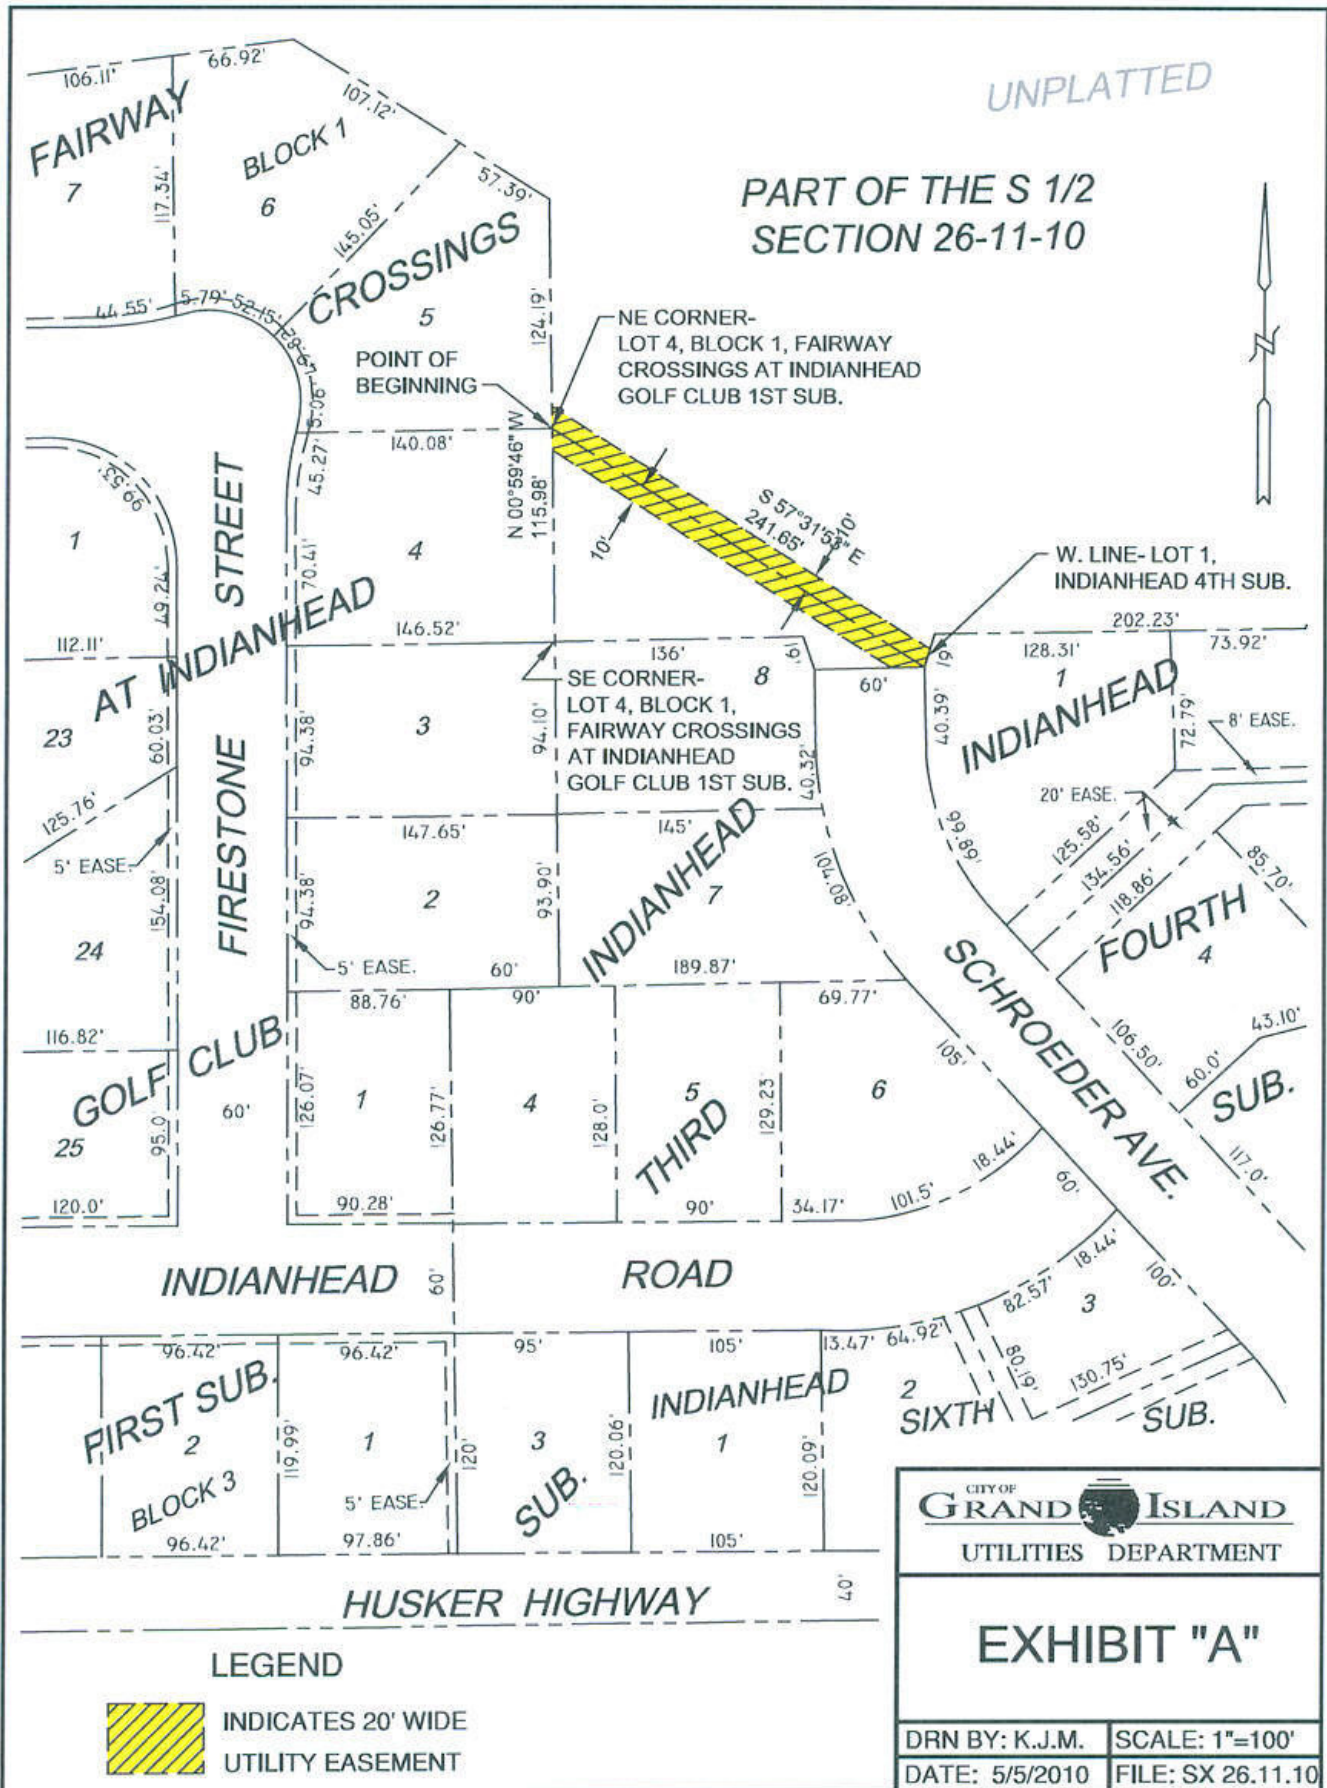 UNPLATTED
106.11'
66.92'
107.12'
FAIRWAY
BLOCK 1
7
117.34'
6
145.05'
57.39'
PART OF THE S 1/2
SECTION 26-11-10
CROSSINGS
44.55'
5.79'
52.15'
5
124.19'
NE CORNER-
LOT 4, BLOCK 1, FAIRWAY
CROSSINGS AT INDIANHEAD
GOLF CLUB 1ST SUB.
POINT OF
BEGINNING
5.06'
140.08'
45.27'
N 00°59'46" W
115.98'
99.53'
STREET
1
4
70.41'
10'
S 57°31'53" E
241.65'
10'
W. LINE- LOT 1,
INDIANHEAD 4TH SUB.
49.24'
AT INDIANHEAD
112.11'
146.52'
136'
19'
8
60'
19'
202.23'
128.31'
73.92'
1
SE CORNER-
LOT 4, BLOCK 1,
FAIRWAY CROSSINGS
AT INDIANHEAD
GOLF CLUB 1ST SUB.
23
60.03'
94.38'
3
94.10'
40.32'
40.39'
INDIANHEAD
72.79'
8' EASE.
20' EASE.
125.76'
5' EASE.
FIRESTONE
147.65'
145'
INDIANHEAD
99.89'
125.58'
134.56'
118.86'
85.70'
154.08'
94.38'
2
93.90'
7
104.08'
FOURTH
4
24
5' EASE.
60'
189.87'
SCHROEDER AVE.
88.76'
90'
69.77'
116.82'
GOLF CLUB
105'
106.50'
43.10'
60.0'
SUB.
60'
126.07'
1
126.77'
4
128.0'
5
THIRD
129.23'
6
25
95.0'
18.44'
117.0'
120.0'
90.28'
90'
34.17'
101.5'
60'
INDIANHEAD
60'
ROAD
18.44'
100'
82.57'
3
96.42'
96.42'
95'
105'
13.47'
64.92'
80.19'
130.75'
FIRST SUB.
2
119.99'
1
120'
3
120.06'
INDIANHEAD
1
120.09'
2
SIXTH
SUB.
BLOCK 3
5' EASE.
SUB.
96.42'
97.86'
105'
HUSKER HIGHWAY
40'
LEGEND
INDICATES 20' WIDE
UTILITY EASEMENT
CITY OF
GRAND ISLAND
UTILITIES DEPARTMENT
EXHIBIT "A"
DRN BY: K.J.M.
SCALE: 1"=100'
DATE: 5/5/2010
FILE: SX 26.11.10